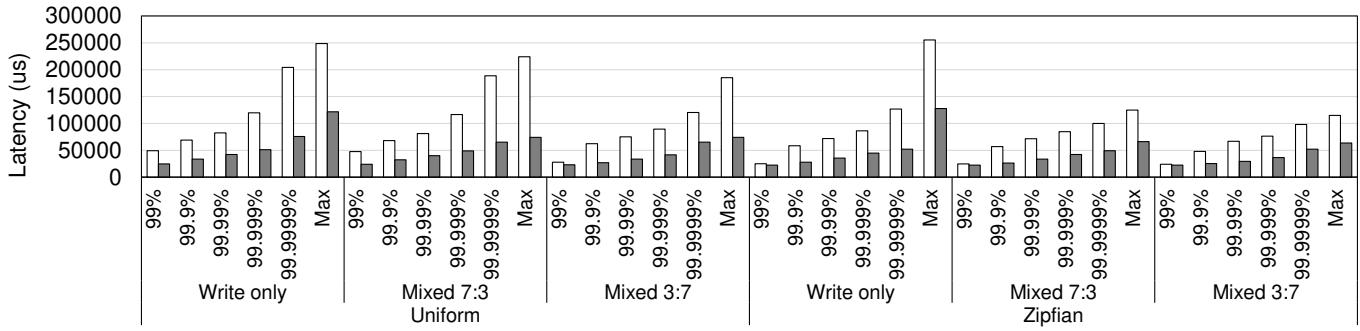 300000
250000
200000
150000
100000
50000
0
Latency (us)
99% 99.9% 99.99% 99.999% 99.9999% Max 99% 99.9% 99.99% 99.999% 99.9999% Max 99% 99.9% 99.99% 99.999% 99.9999% Max 99% 99.9% 99.99% 99.999% 99.9999% Max 99% 99.9% 99.99% 99.999% 99.9999% Max 99% 99.9% 99.99% 99.999% 99.9999% Max
Write only Mixed 7:3 Mixed 3:7 Write only Mixed 7:3 Mixed 3:7
Uniform Zipfian